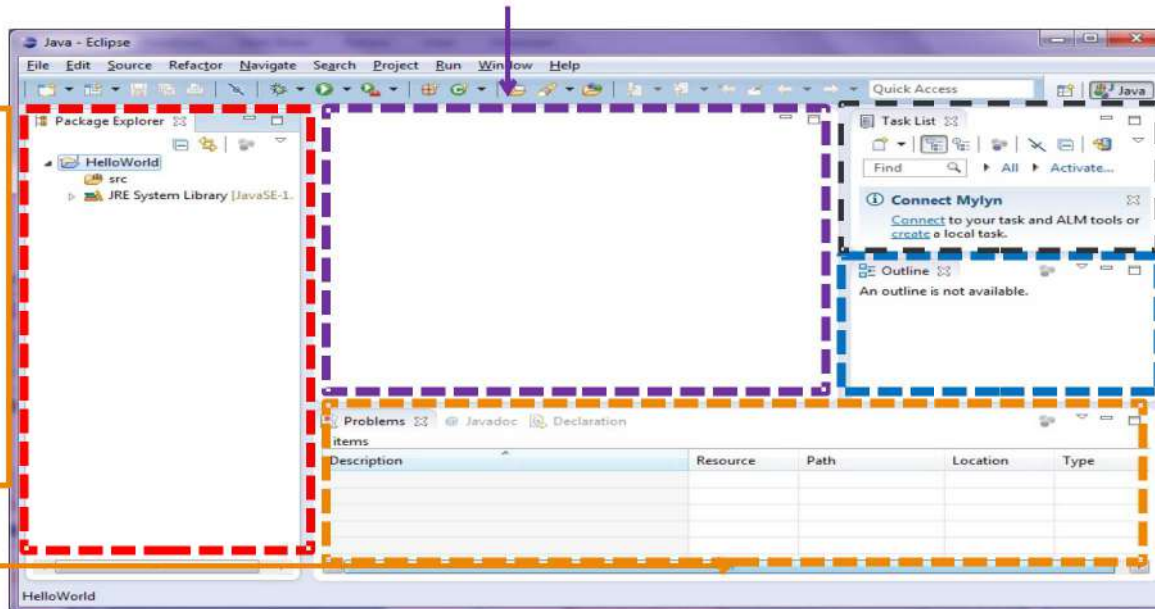 Java - Eclipse
File Edit Source Refactor Navigate Search Project Run Window Help
Quick Access
Java
Package Explorer
HelloWorld
src
JRE System Library [JavaSE-1.
Task List
Find All Activate...
Connect Mylyn
Connect to your task and ALM tools or
create a local task.
Outline
An outline is not available.
Problems Javadoc Declaration
items
Description Resource Path Location Type
HelloWorld